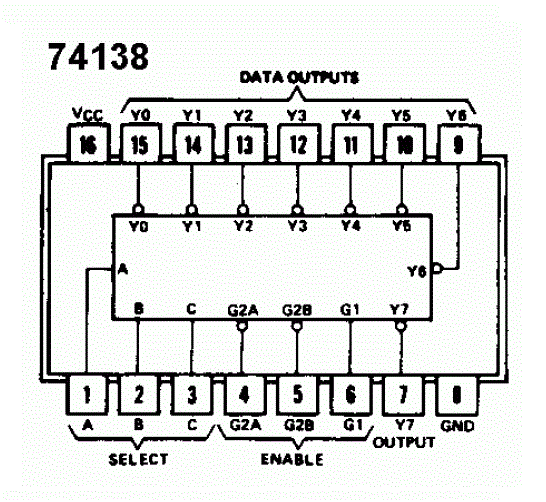 74138
DATA OUTPUTS
VCC Y0 Y1 Y2 Y3 Y4 Y5 Y6
16 15 14 13 12 11 10 9
Y0 Y1 Y2 Y3 Y4 Y5
A Y6
B C G2A G2B G1 Y7
1 2 3 4 5 6 7 8
A B C G2A G2B G1 Y7 GND
SELECT ENABLE OUTPUT